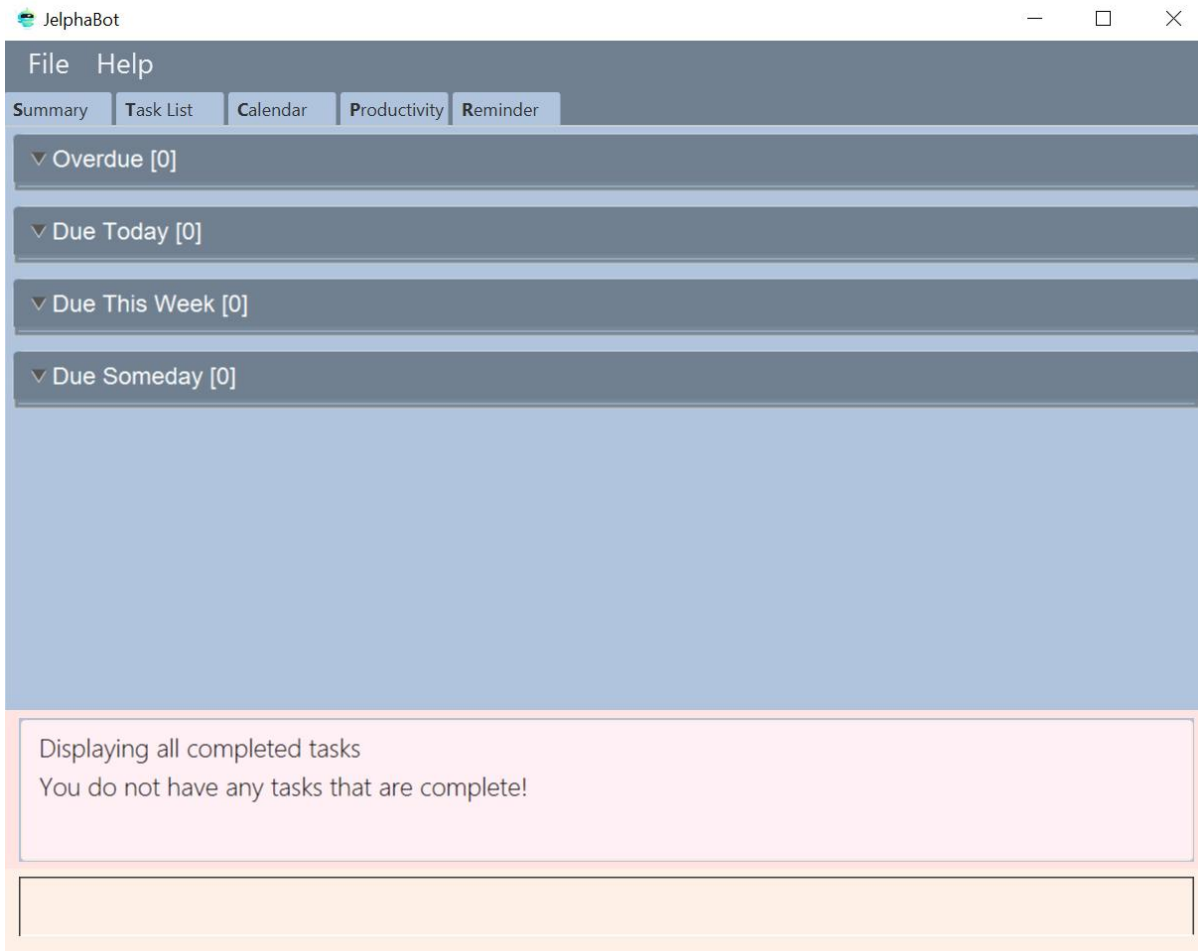 JelphaBot
File Help
Summary Task List Calendar Productivity Reminder
Overdue [0]
Due Today [0]
Due This Week [0]
Due Someday [0]
Displaying all completed tasks
You do not have any tasks that are complete!